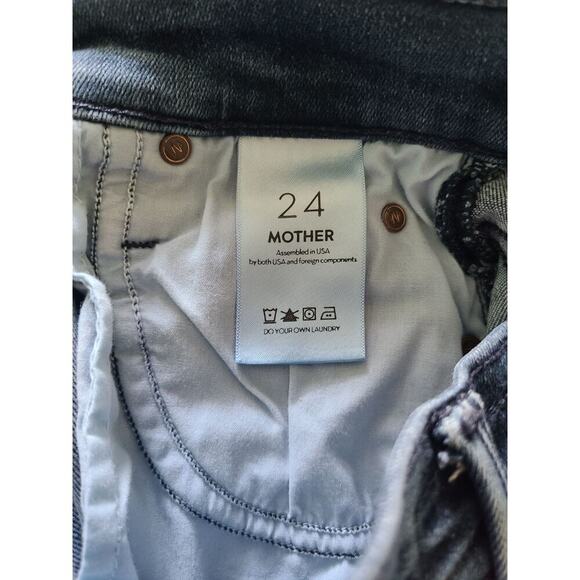 24
MOTHER
Assembled in USA
by both USA and foreign components
DO YOUR OWN LAUNDRY